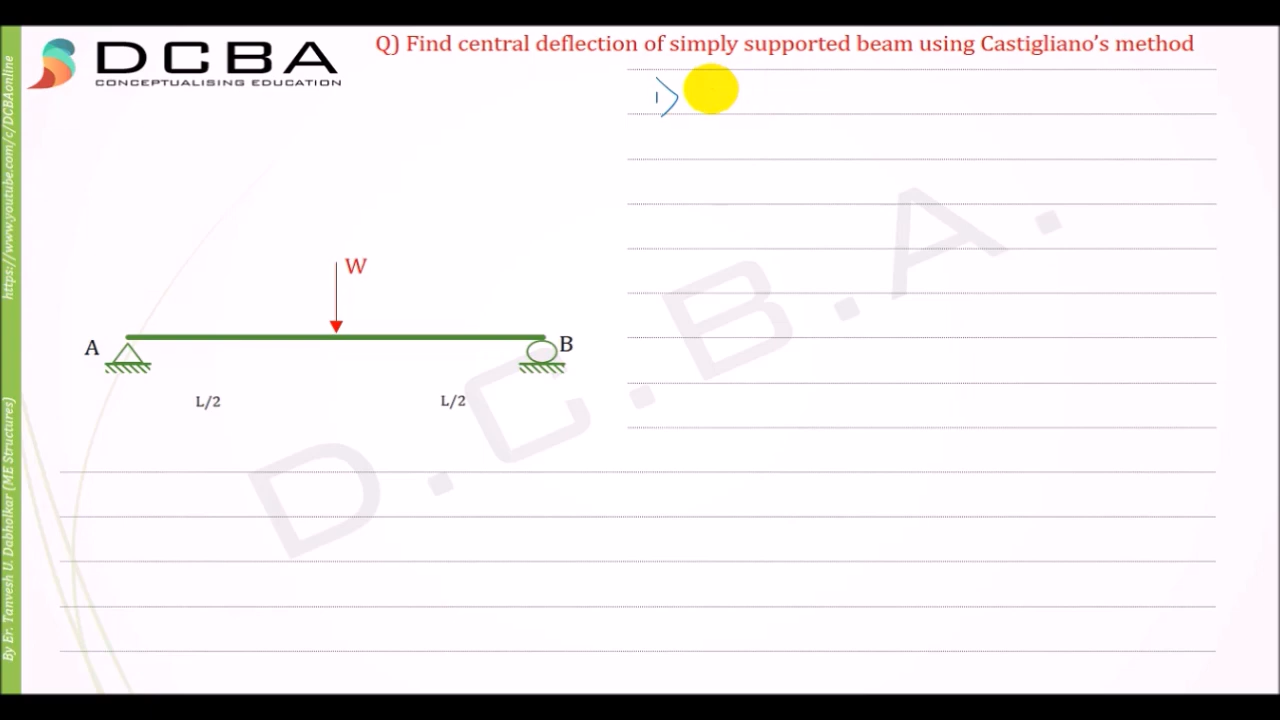 Q) Find central deflection of simply supported beam using Castigliano's method
DCBA
CONCEPTUALISING EDUCATION
1>
W
A
B
L/2
L/2
D.C.B.A.
https://www.youtube.com/c/DCBAonline
By Er. Tanvesh U. Dabholkar (ME Structures)